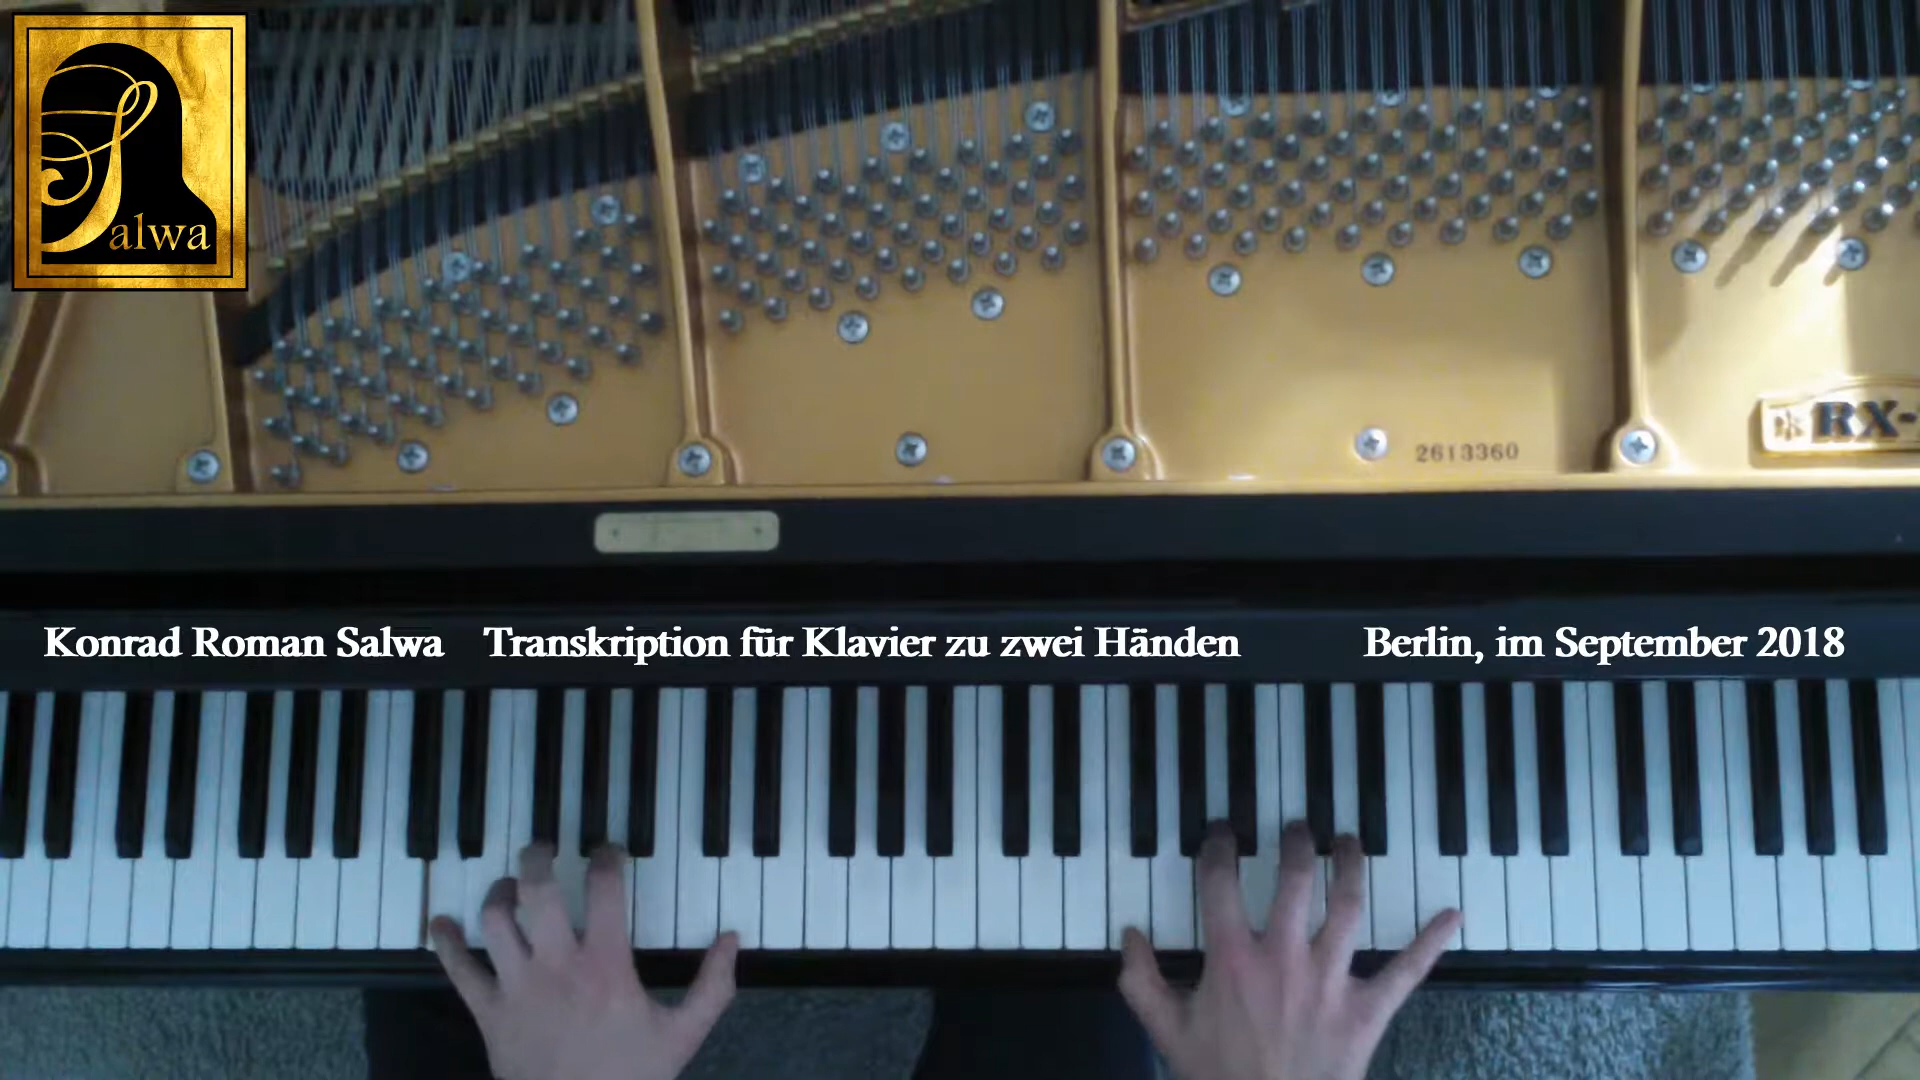 Salwa
2613360
RX-
Konrad Roman Salwa Transkription für Klavier zu zwei Händen Berlin, im September 2018